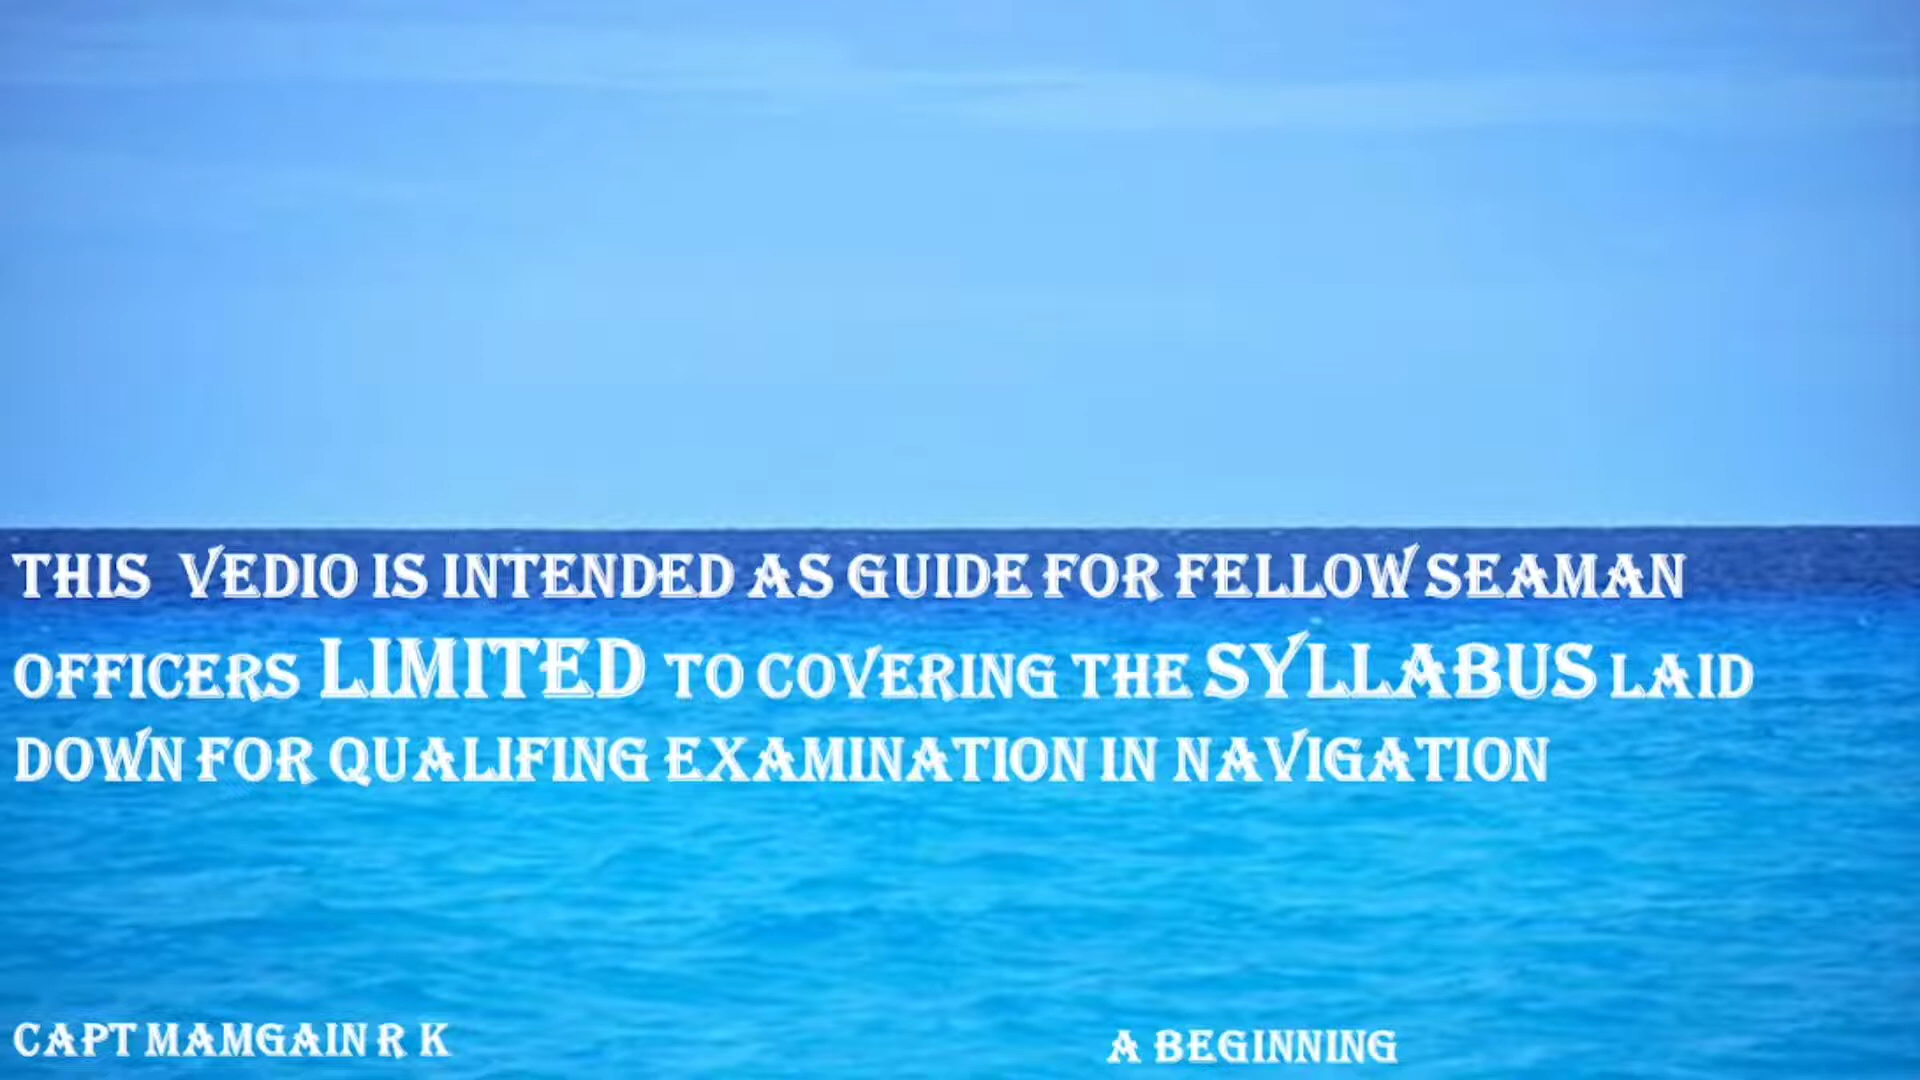 THIS VEDIO IS INTENDED AS GUIDE FOR FELLOW SEAMAN
OFFICERS LIMITED TO COVERING THE SYLLABUS LAID
DOWN FOR QUALIFING EXAMINATION IN NAVIGATION
CAPT MAMGAIN R K
A BEGINNING